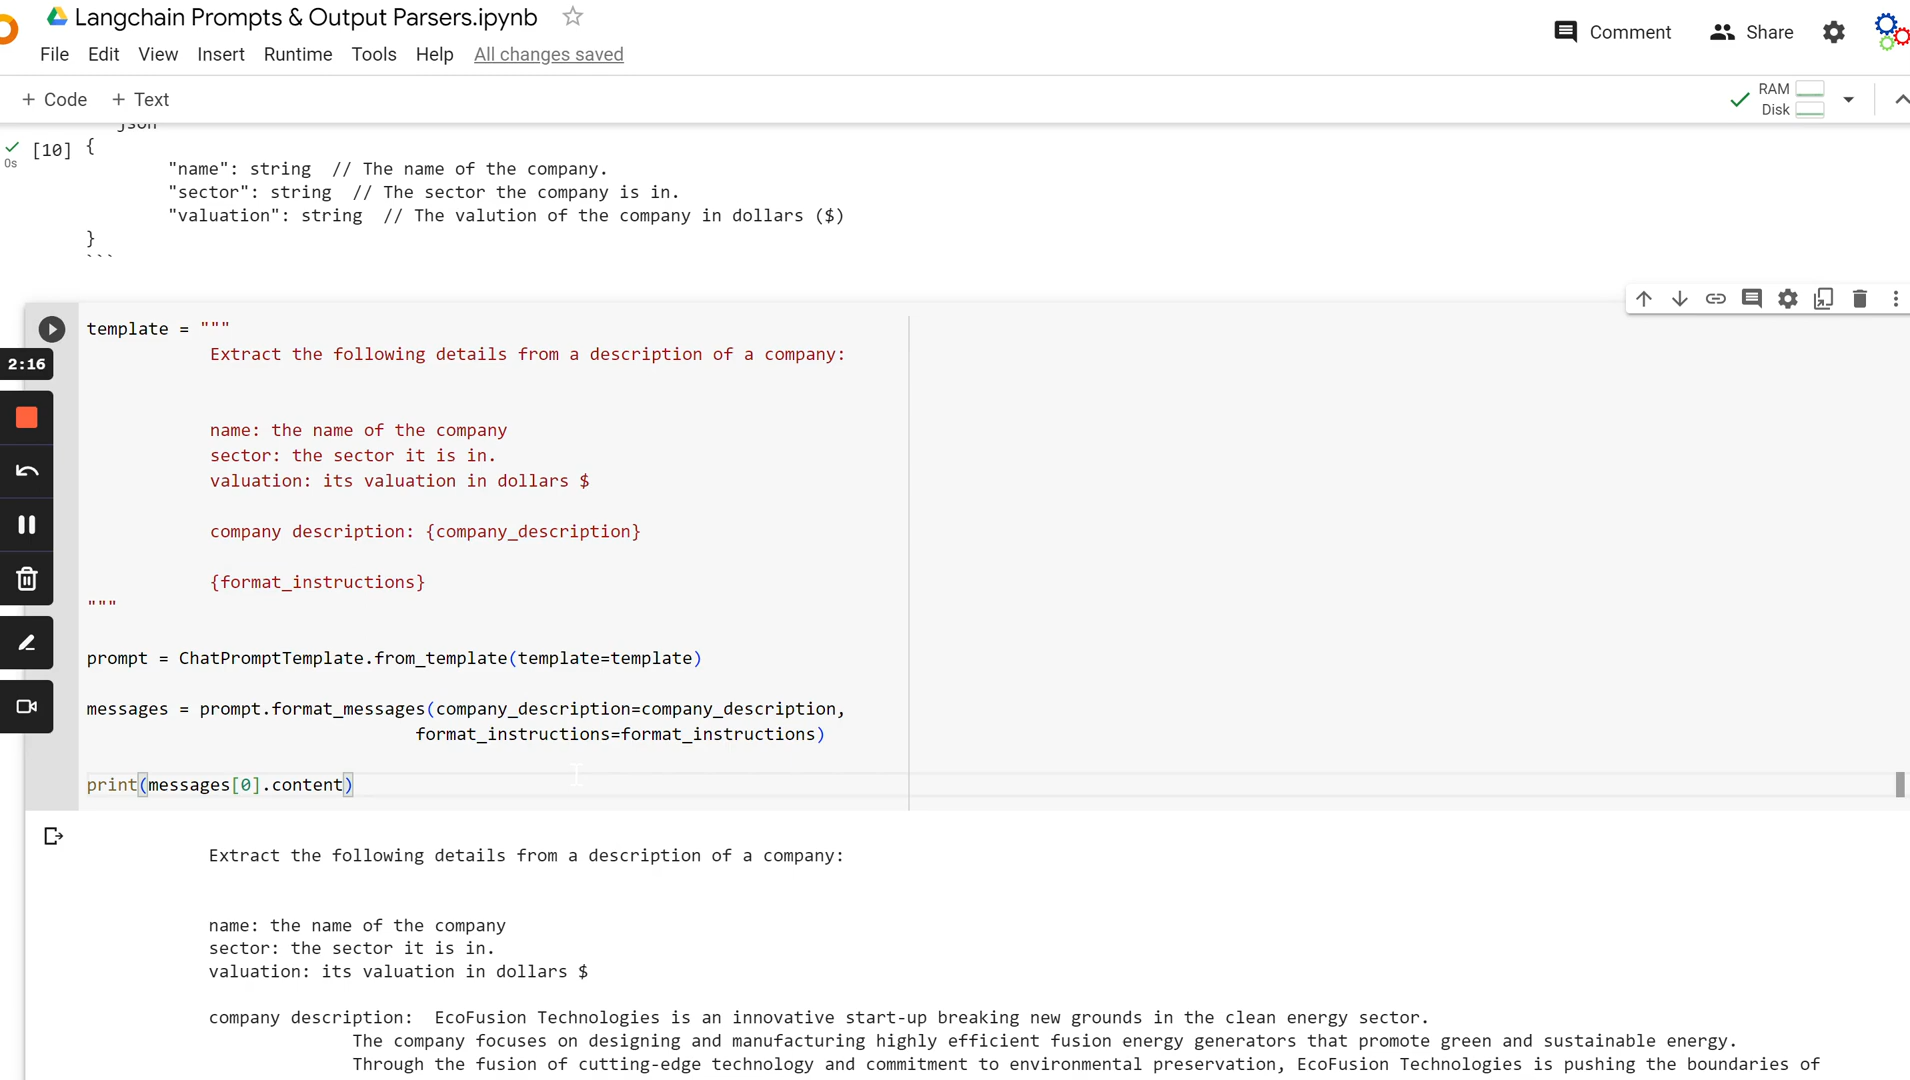 Langchain Prompts & Output Parsers.ipynb
Comment
Share
File Edit View Insert Runtime Tools Help All changes saved
+ Code + Text
RAM
Disk
json
0s
[10] {
"name": string // The name of the company.
"sector": string // The sector the company is in.
"valuation": string // The valution of the company in dollars ($)
}
```
template = """
Extract the following details from a description of a company:
2:16
name: the name of the company
sector: the sector it is in.
valuation: its valuation in dollars $
company description: {company_description}
{format_instructions}
"""
prompt = ChatPromptTemplate.from_template(template=template)
messages = prompt.format_messages(company_description=company_description,
format_instructions=format_instructions)
print(messages[0].content)
Extract the following details from a description of a company:
name: the name of the company
sector: the sector it is in.
valuation: its valuation in dollars $
company description: EcoFusion Technologies is an innovative start-up breaking new grounds in the clean energy sector.
The company focuses on designing and manufacturing highly efficient fusion energy generators that promote green and sustainable energy.
Through the fusion of cutting-edge technology and commitment to environmental preservation, EcoFusion Technologies is pushing the boundaries of